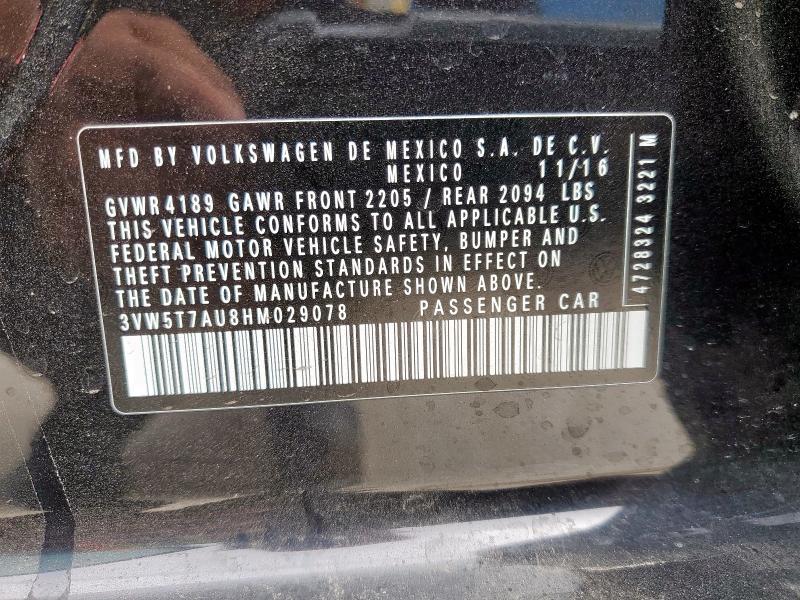 MFD BY VOLKSWAGEN DE MEXICO S.A. DE C.V.
MEXICO 11/16
GVWR 4189 GAWR FRONT 2205 / REAR 2094 LBS
THIS VEHICLE CONFORMS TO ALL APPLICABLE U.S.
FEDERAL MOTOR VEHICLE SAFETY, BUMPER AND
THEFT PREVENTION STANDARDS IN EFFECT ON
THE DATE OF MANUFACTURE SHOWN ABOVE.
3VW5T7AU8HM029078 PASSENGER CAR
4728324 3221 M